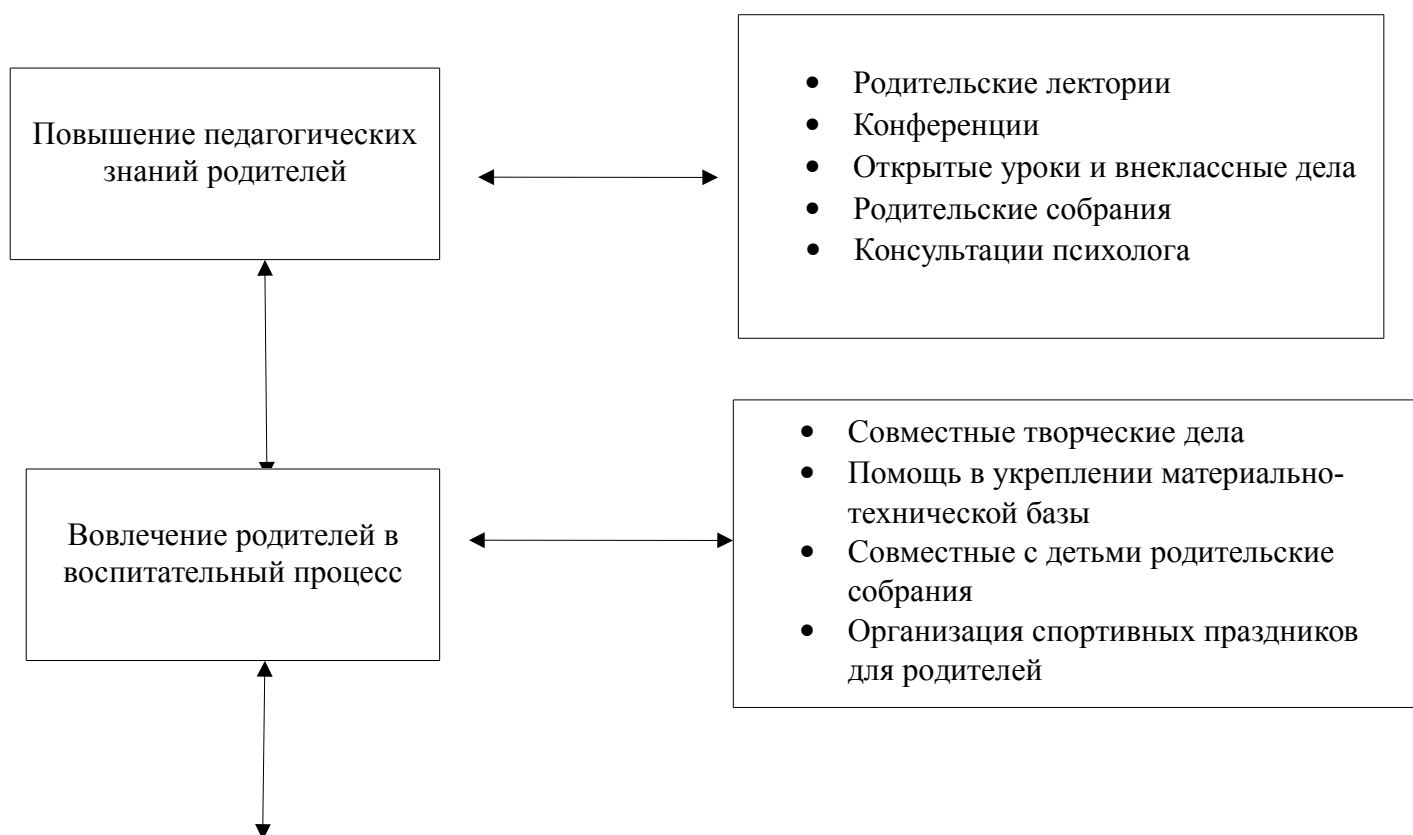 Повышение педагогических
знаний родителей
• Родительские лектории
• Конференции
• Открытые уроки и внеклассные дела
• Родительские собрания
• Консультации психолога
Вовлечение родителей в
воспитательный процесс
• Совместные творческие дела
• Помощь в укреплении материально-
технической базы
• Совместные с детьми родительские
собрания
• Организация спортивных праздников
для родителей